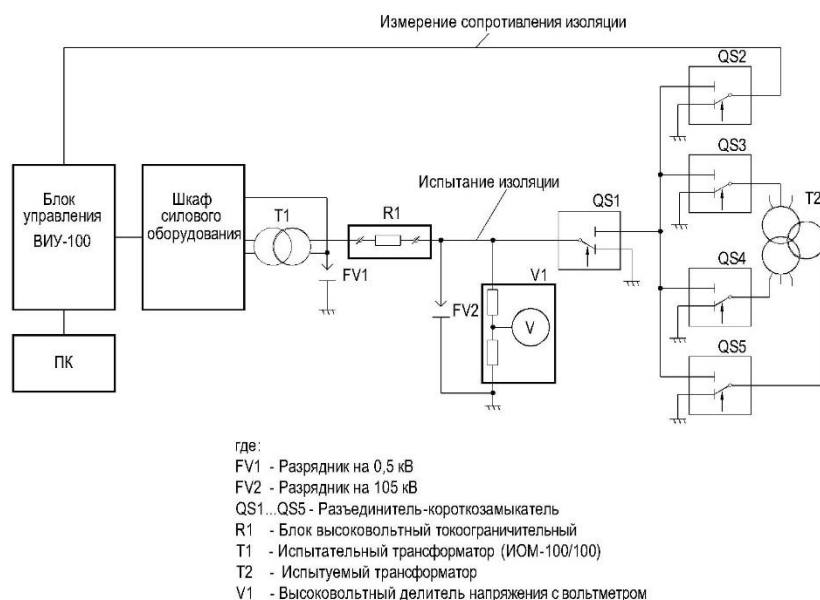 Измерение сопротивления изоляции
QS2
QS3
Блок
управления
ВИУ-100
Шкаф
силового
оборудования
T1
R1
Испытание изоляции
QS1
T2
FV1
FV2
V1
V
QS4
ПК
QS5
где:
FV1 - Разрядник на 0,5 кВ
FV2 - Разрядник на 105 кВ
QS1...QS5 - Разъединитель-короткозамыкатель
R1 - Блок высоковольтный токоограничительный
T1 - Испытательный трансформатор (ИОМ-100/100)
T2 - Испытуемый трансформатор
V1 - Высоковольтный делитель напряжения с вольтметром